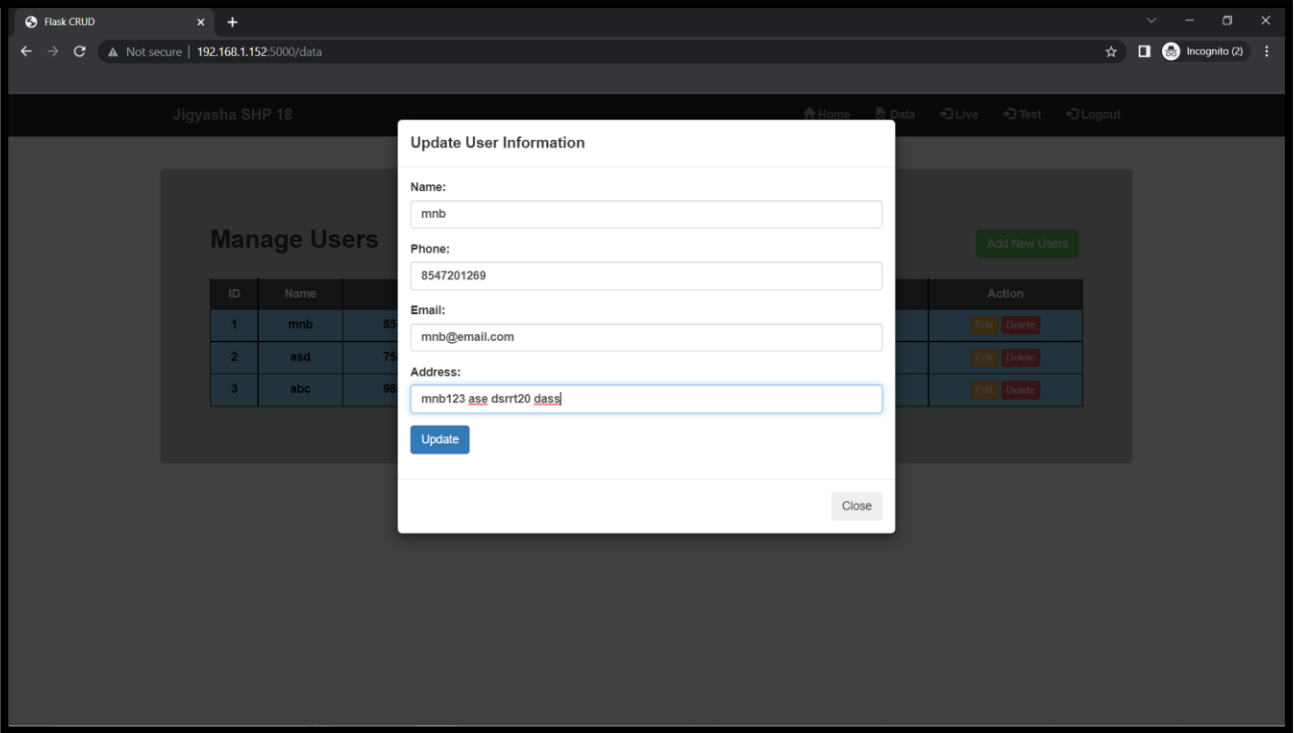 Flask CRUD
Not secure | 192.168.1.152:5000/data
Incognito (2)
Jigyasha SHP 18 Home Data Live Test Logout
Update User Information
Name:
mnb
Phone:
8547201269
Email:
mnb@email.com
Address:
mnb123 ase dsrrt20 dass
Update
Close
Manage Users
Add New Users
ID Name Action
1 mnb 85 Edit Delete
2 asd 75 Edit Delete
3 abc 98 Edit Delete